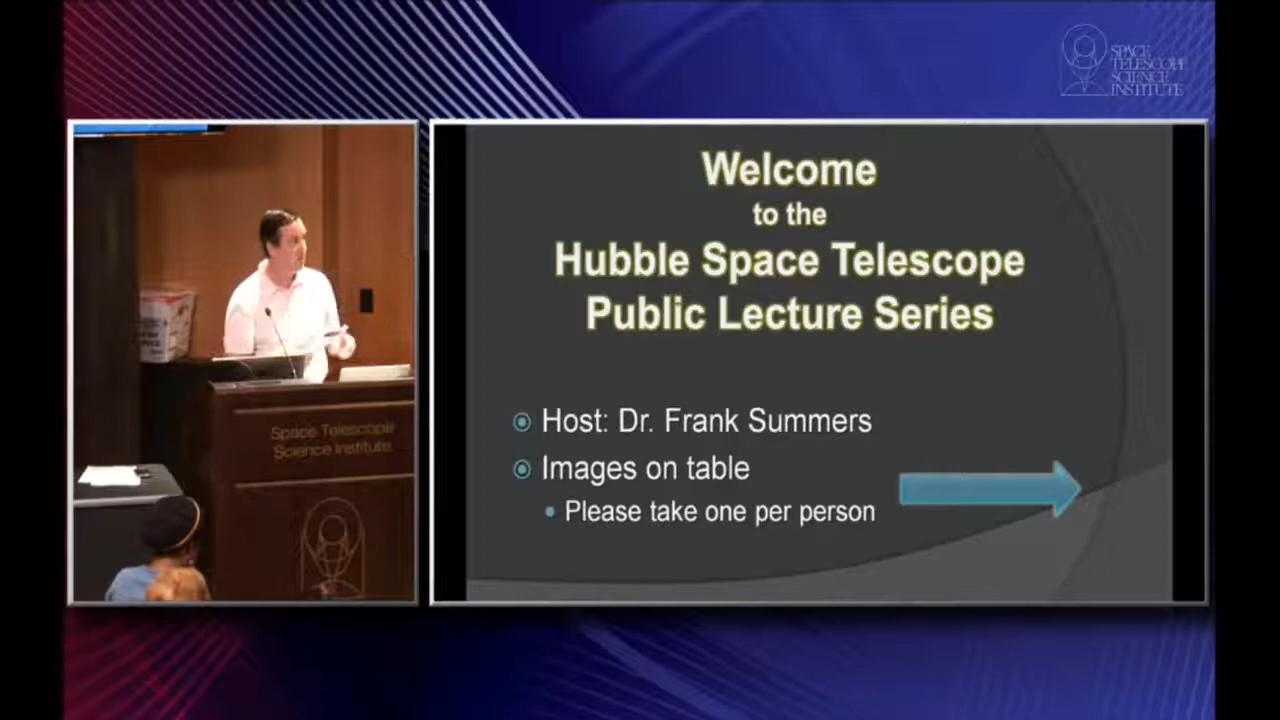 SPACE
TELESCOPE
SCIENCE
INSTITUTE
Welcome
to the
Hubble Space Telescope
Public Lecture Series
Host: Dr. Frank Summers
Images on table
Please take one per person
Space Telescope
Science Institute